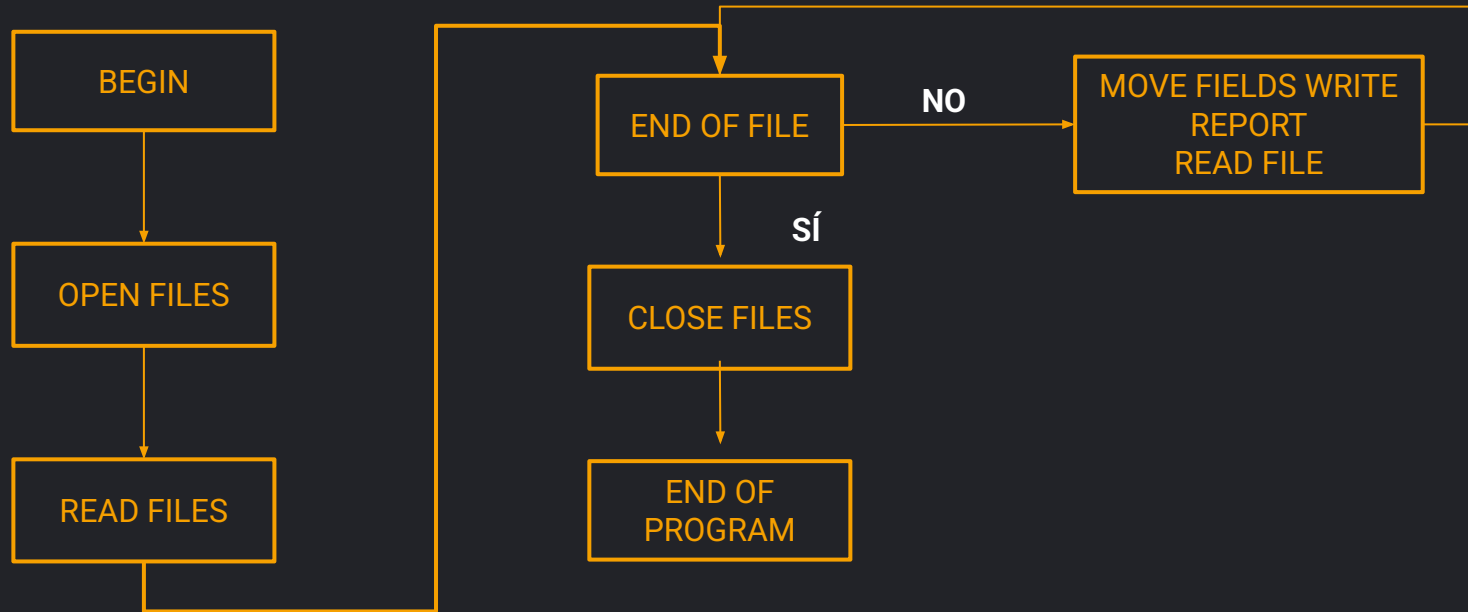 BEGIN
OPEN FILES
READ FILES
END OF FILE
NO
MOVE FIELDS WRITE
REPORT
READ FILE
SÍ
CLOSE FILES
END OF
PROGRAM